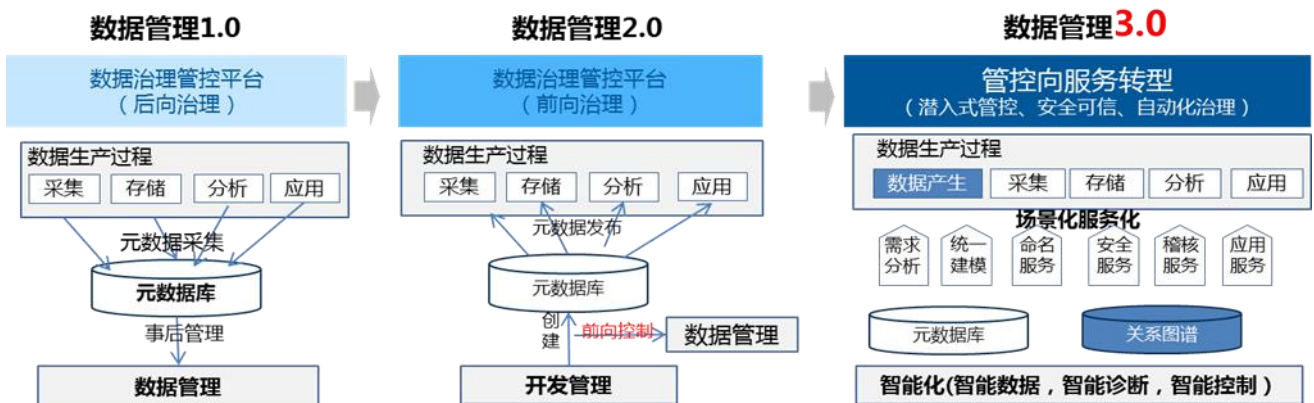 数据管理1.0
数据治理管控平台
（后向治理）
数据生产过程
采集
存储
分析
应用
元数据采集
元数据库
事后管理
数据管理
数据管理2.0
数据治理管控平台
（前向治理）
数据生产过程
采集
存储
分析
应用
元数据发布
元数据库
创
建
前向控制
数据管理
开发管理
数据管理3.0
管控向服务转型
（潜入式管控、安全可信、自动化治理）
数据生产过程
数据产生
采集
存储
分析
应用
场景化服务化
需求
分析
统一
建模
命名
服务
安全
服务
稽核
服务
应用
服务
元数据库
关系图谱
智能化(智能数据，智能诊断，智能控制）